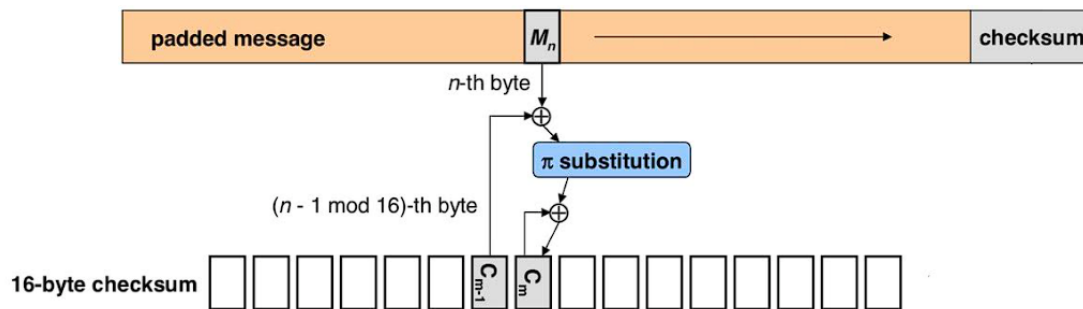 padded message
Mn
checksum
n-th byte
π substitution
(n - 1 mod 16)-th byte
16-byte checksum
Cm-1
Cm